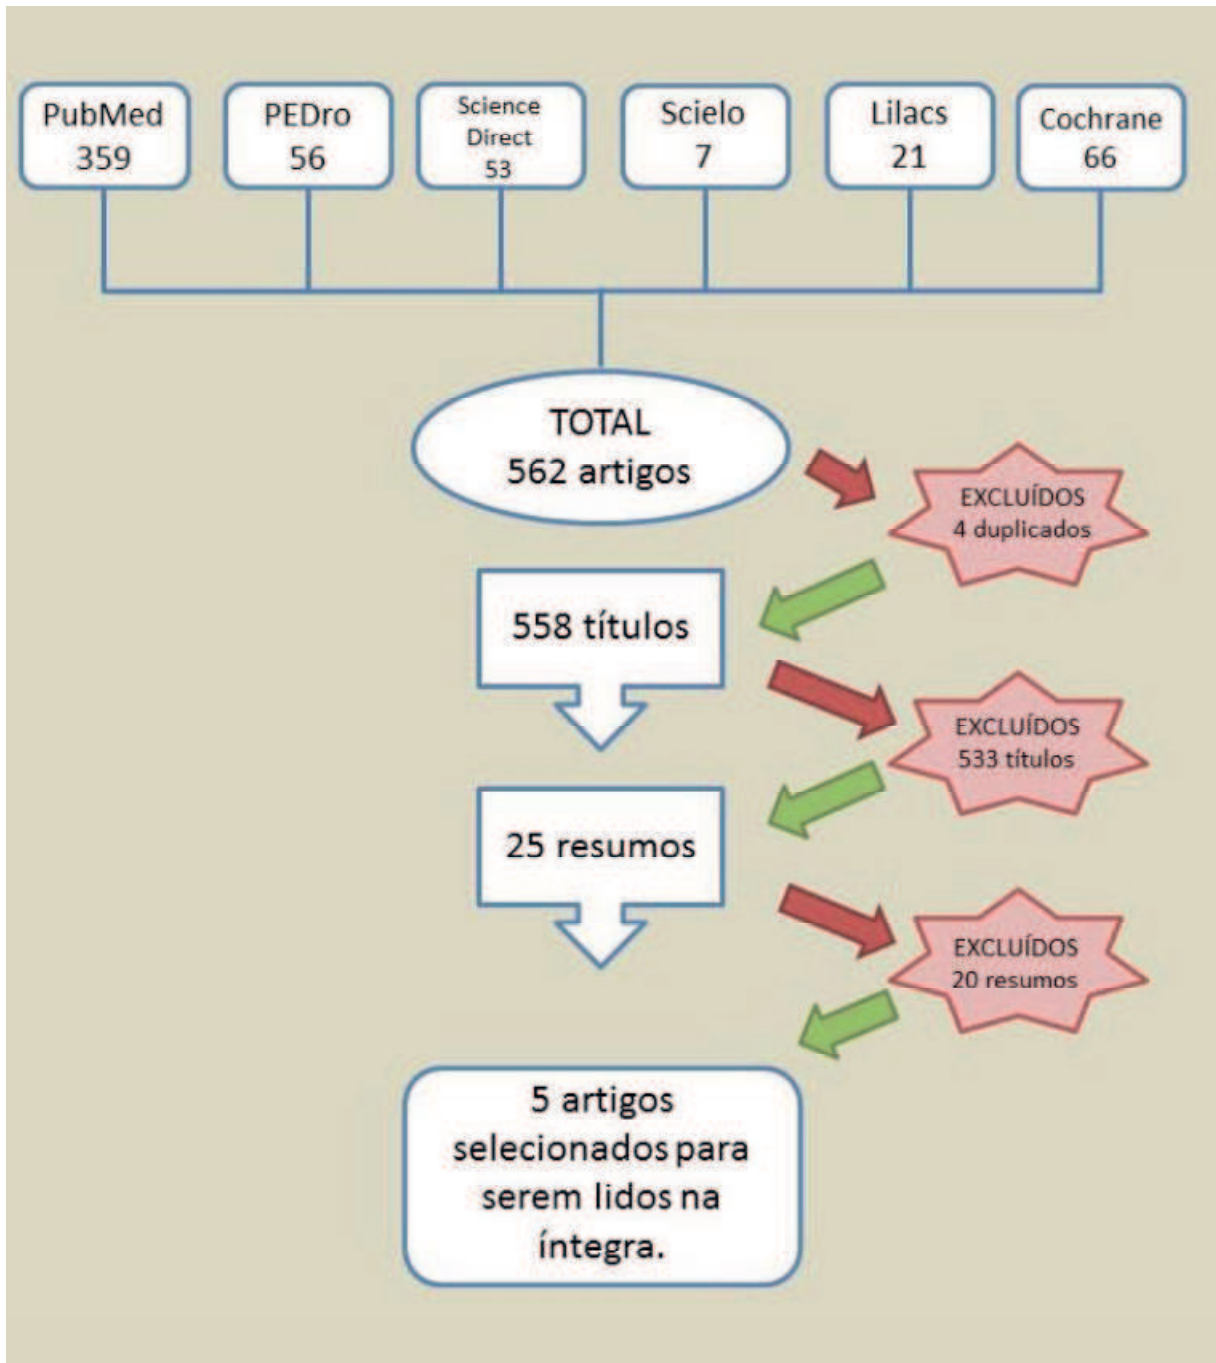 PubMed
359
PEDro
56
Science
Direct
53
Scielo
7
Lilacs
21
Cochrane
66
TOTAL
562 artigos
EXCLUÍDOS
4 duplicados
558 títulos
EXCLUÍDOS
533 títulos
25 resumos
EXCLUÍDOS
20 resumos
5 artigos
selecionados para
serem lidos na
íntegra.